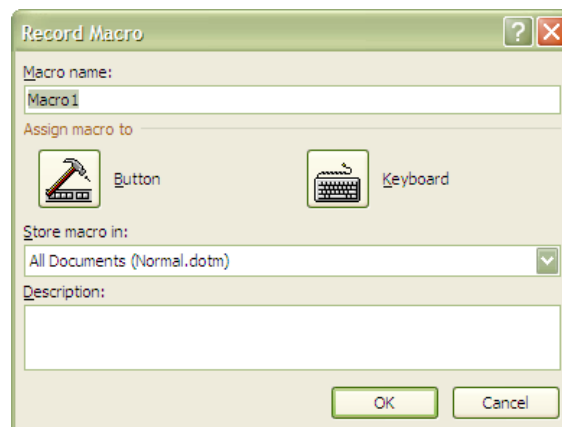 Record Macro
Macro name:
Macro1
Assign macro to
Button Keyboard
Store macro in:
All Documents (Normal.dotm)
Description:
OK Cancel